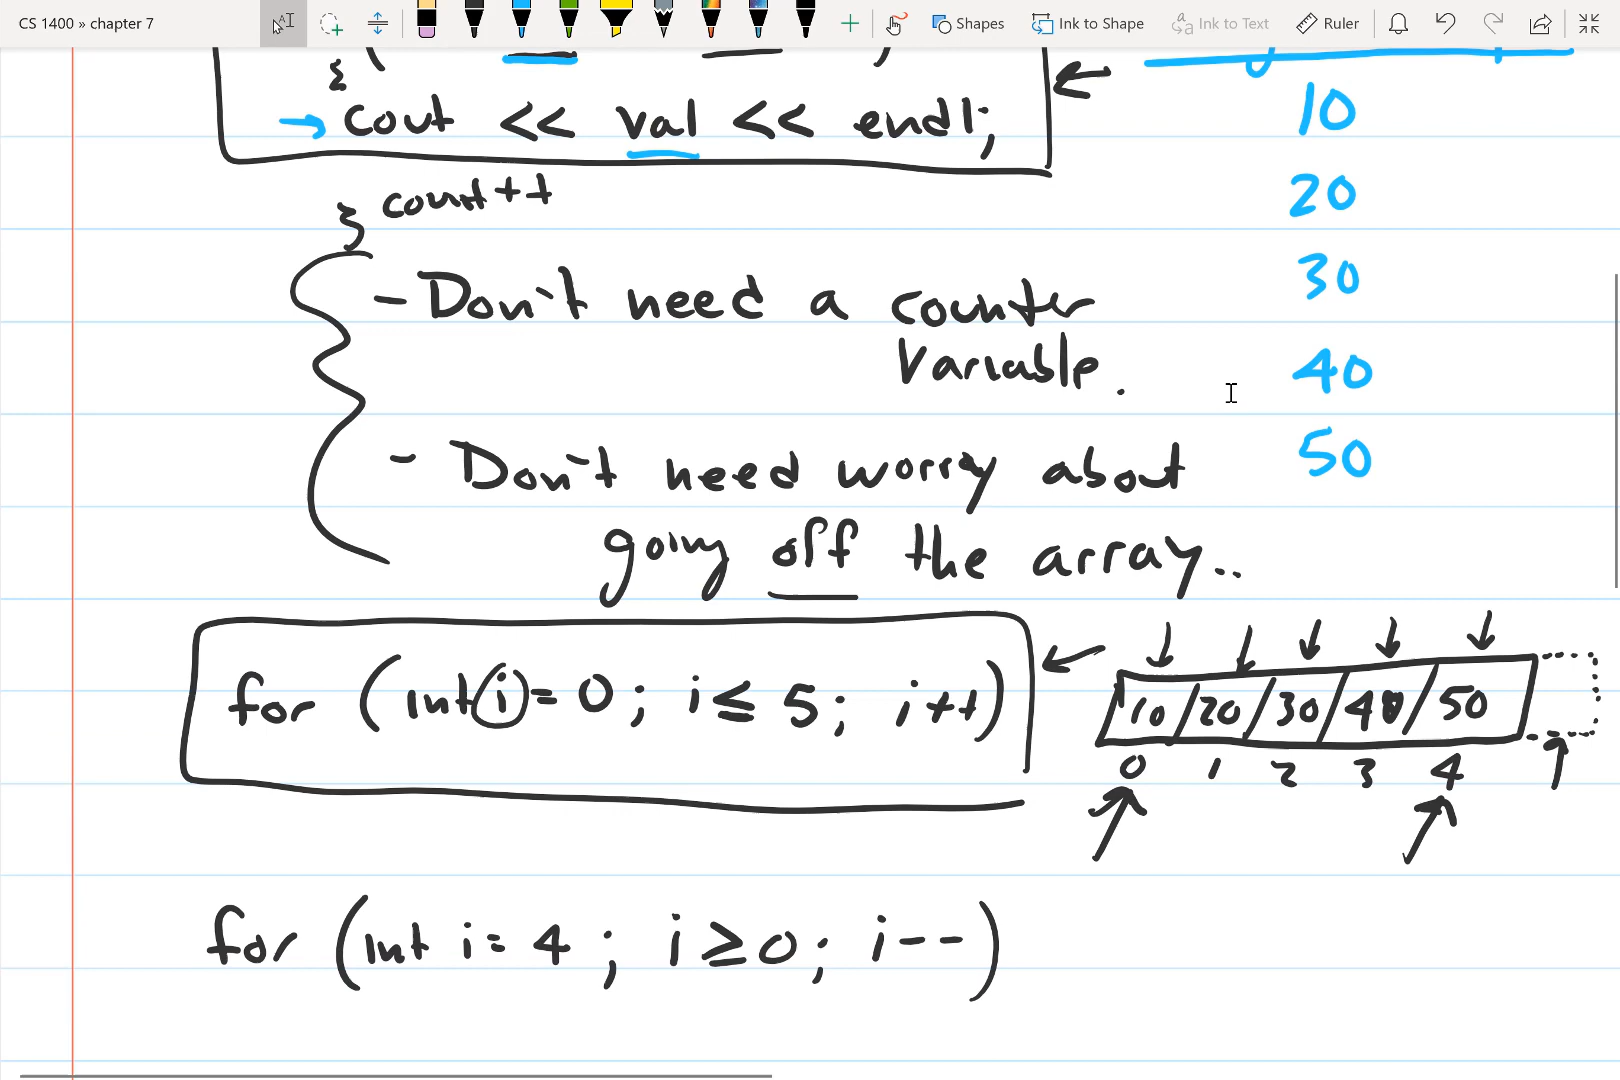 CS 1400 » chapter 7
Shapes
Ink to Shape
Ink to Text
Ruler
cout << val << endl;
} count++
- Don't need a counter
variable.
- Don't need worry about
going off the array..
10
20
30
40
50
for (int i = 0; i ≤ 5; i++)
10 20 30 40 50
0 1 2 3 4
for (int i = 4; i ≥ 0; i--)